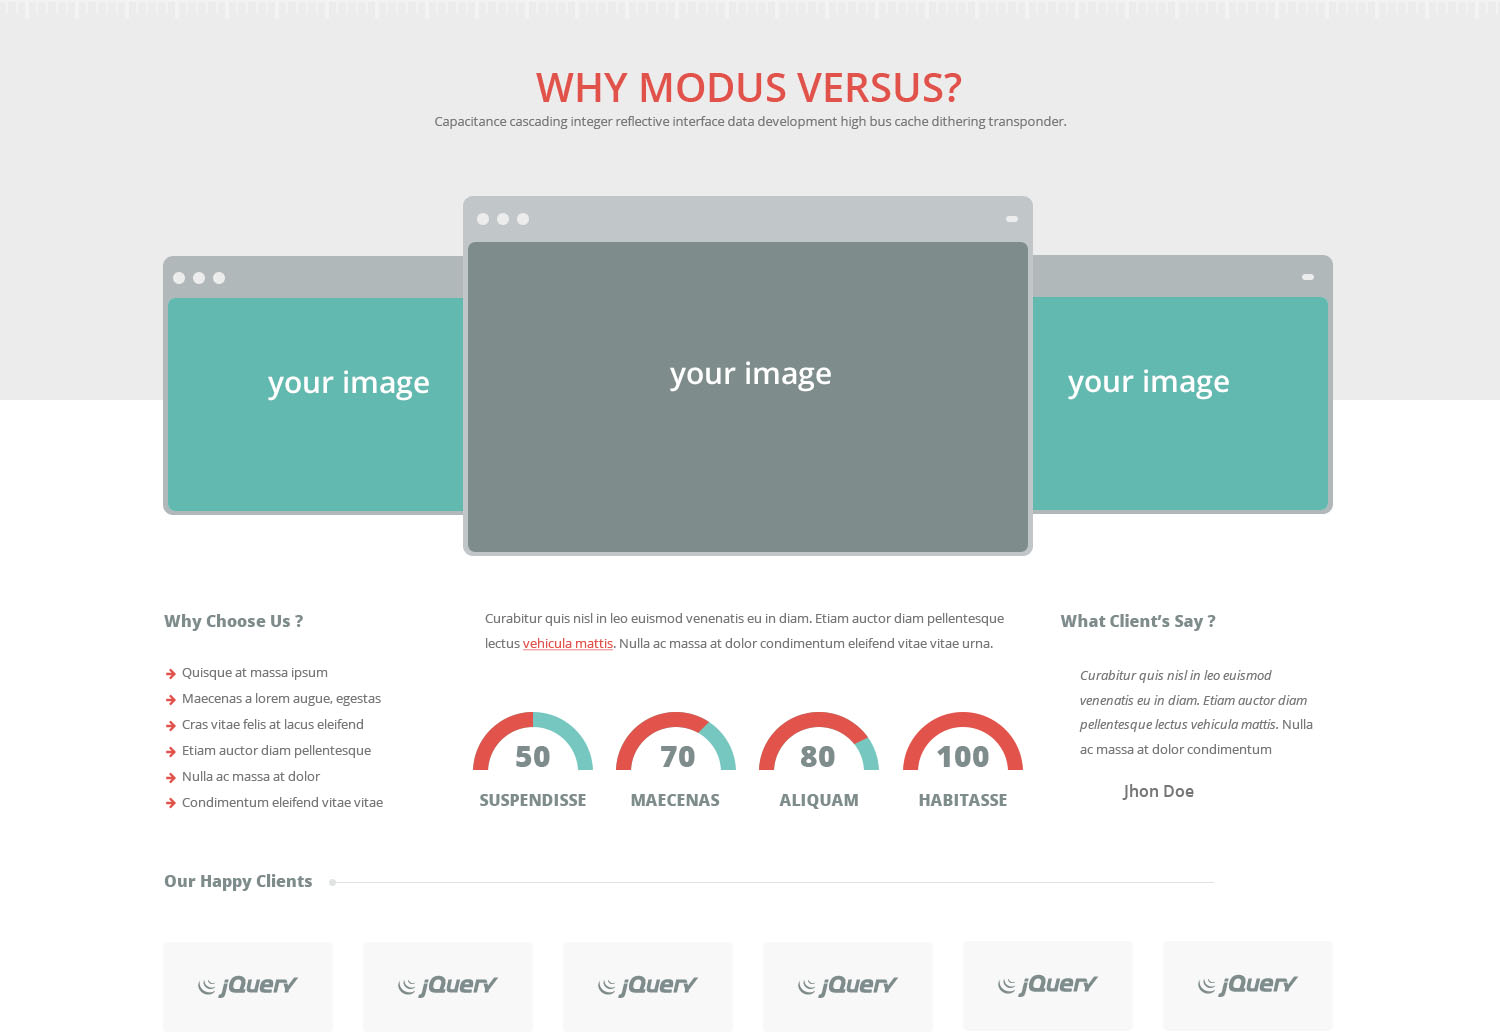 WHY MODUS VERSUS?
Capacitance cascading integer reflective interface data development high bus cache dithering transponder.
your image
your image
your image
Why Choose Us ?
Quisque at massa ipsum
Maecenas a lorem augue, egestas
Cras vitae felis at lacus eleifend
Etiam auctor diam pellentesque
Nulla ac massa at dolor
Condimentum eleifend vitae vitae
Curabitur quis nisl in leo euismod venenatis eu in diam. Etiam auctor diam pellentesque
lectus vehicula mattis. Nulla ac massa at dolor condimentum eleifend vitae vitae urna.
50
SUSPENDISSE
70
MAECENAS
80
ALIQUAM
100
HABITASSE
What Client’s Say ?
Curabitur quis nisl in leo euismod
venenatis eu in diam. Etiam auctor diam
pellentesque lectus vehicula mattis. Nulla
ac massa at dolor condimentum
Jhon Doe
Our Happy Clients
jQuery
jQuery
jQuery
jQuery
jQuery
jQuery